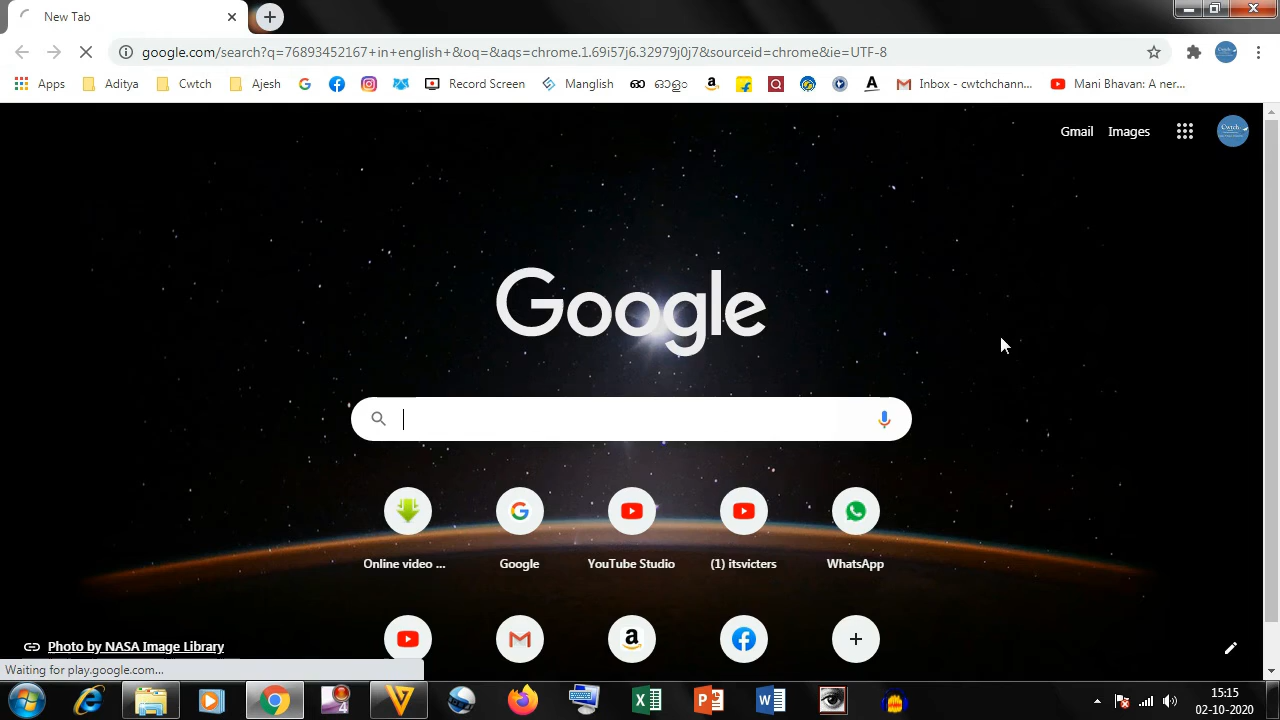 New Tab
google.com/search?q=76893452167+in+english+&oq=&aqs=chrome.1.69i57j6.32979j0j7&sourceid=chrome&ie=UTF-8
Apps Aditya Cwtch Ajesh Record Screen Manglish ഓളം Inbox - cwtchchann... Mani Bhavan: A ner...
Gmail Images Cwtch
Google
Online video ... Google YouTube Studio (1) itsvicters WhatsApp
Photo by NASA Image Library
Waiting for play.google.com...
15:15
02-10-2020